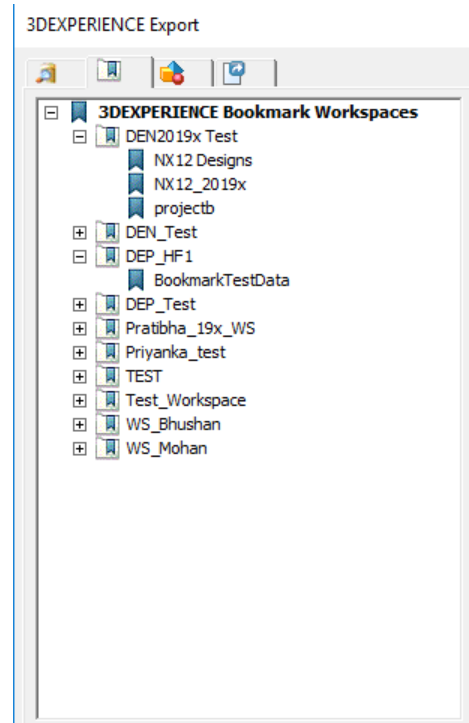 3DEXPERIENCE Export
3DEXPERIENCE Bookmark Workspaces
DEN2019x Test
NX12 Designs
NX12_2019x
projectb
DEN_Test
DEP_HF1
BookmarkTestData
DEP_Test
Pratibha_19x_WS
Priyanka_test
TEST
Test_Workspace
WS_Bhushan
WS_Mohan